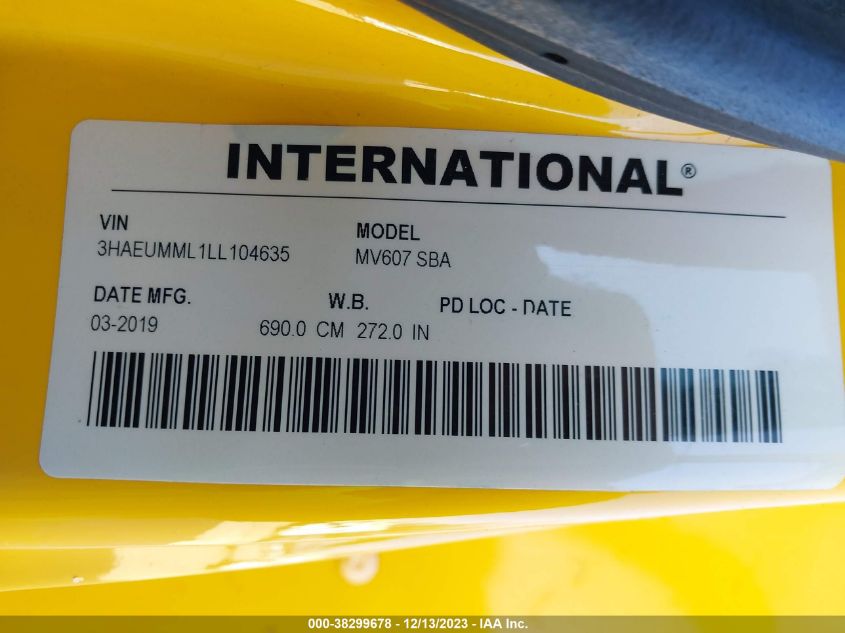 INTERNATIONAL®
VIN MODEL
3HAEUMML1LL104635 MV607 SBA
DATE MFG. W.B. PD LOC - DATE
03-2019 690.0 CM 272.0 IN
000-38299678 - 12/13/2023 - IAA Inc.